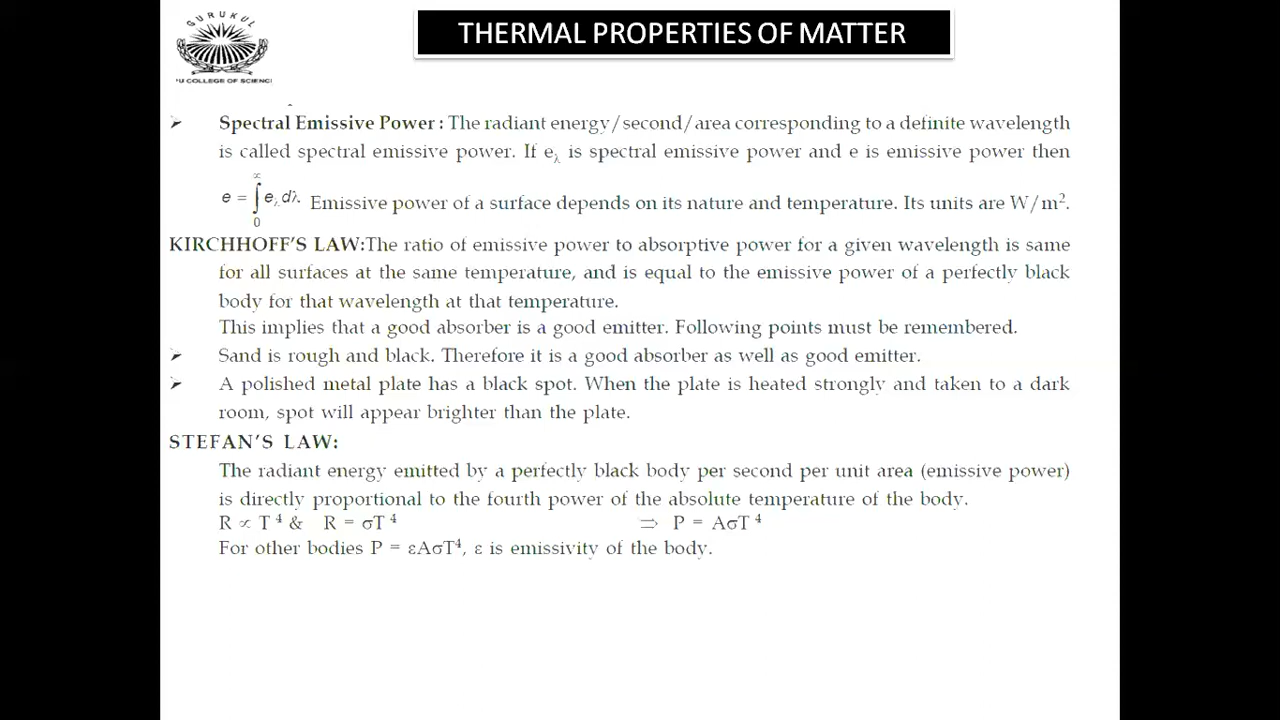 GURUKUL
PU COLLEGE OF SCIENCE
THERMAL PROPERTIES OF MATTER
➤ Spectral Emissive Power : The radiant energy/second/area corresponding to a definite wavelength
is called spectral emissive power. If eλ is spectral emissive power and e is emissive power then
e = ∫₀^∝ eλ dλ. Emissive power of a surface depends on its nature and temperature. Its units are W/m².
KIRCHHOFF'S LAW:The ratio of emissive power to absorptive power for a given wavelength is same
for all surfaces at the same temperature, and is equal to the emissive power of a perfectly black
body for that wavelength at that temperature.
This implies that a good absorber is a good emitter. Following points must be remembered.
➤ Sand is rough and black. Therefore it is a good absorber as well as good emitter.
➤ A polished metal plate has a black spot. When the plate is heated strongly and taken to a dark
room, spot will appear brighter than the plate.
STEFAN'S LAW:
The radiant energy emitted by a perfectly black body per second per unit area (emissive power)
is directly proportional to the fourth power of the absolute temperature of the body.
R ∝ T⁴ & R = σT⁴ ⇒ P = AσT⁴
For other bodies P = εAσT⁴, ε is emissivity of the body.